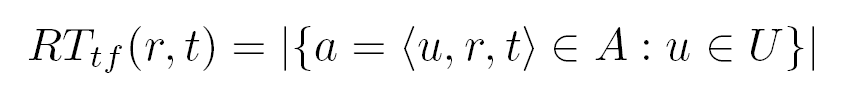 RT_{tf}(r, t) = |{a = ⟨u, r, t⟩ ∈ A : u ∈ U}|